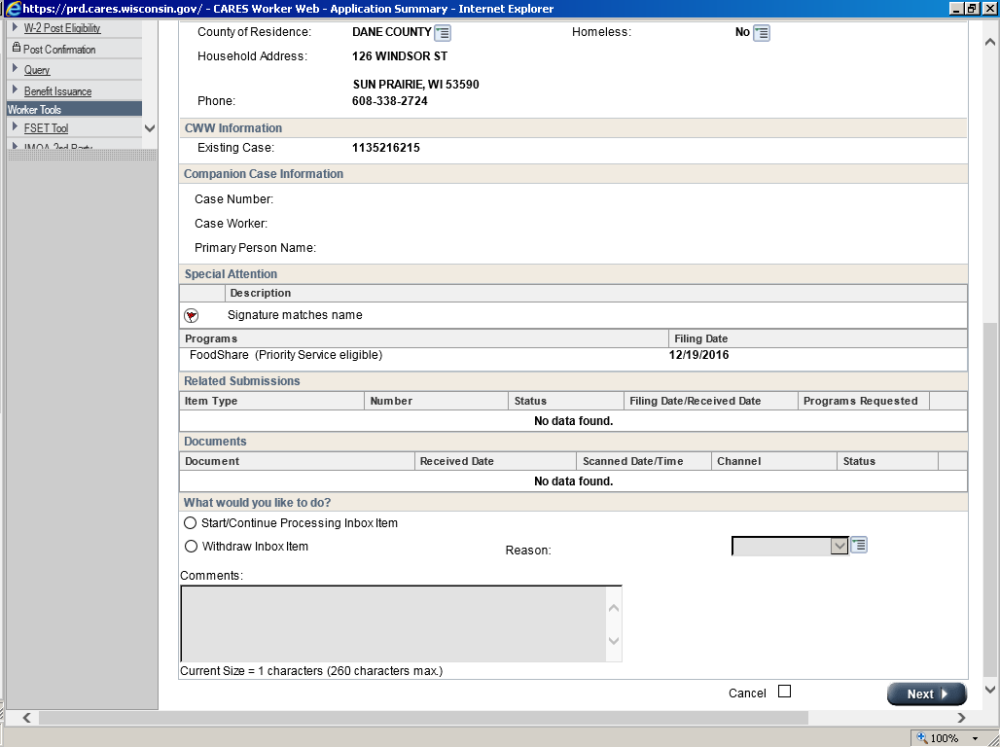 https://prd.cares.wisconsin.gov/ - CARES Worker Web - Application Summary - Internet Explorer
W-2 Post Eligibility
Post Confirmation
Query
Benefit Issuance
Worker Tools
FSET Tool
IMQA 2nd Party
County of Residence: DANE COUNTY Homeless: No
Household Address: 126 WINDSOR ST
SUN PRAIRIE, WI 53590
Phone: 608-338-2724
CWW Information
Existing Case: 1135216215
Companion Case Information
Case Number:
Case Worker:
Primary Person Name:
Special Attention
Description
Signature matches name
Programs Filing Date
FoodShare (Priority Service eligible) 12/19/2016
Related Submissions
Item Type Number Status Filing Date/Received Date Programs Requested
No data found.
Documents
Document Received Date Scanned Date/Time Channel Status
No data found.
What would you like to do?
Start/Continue Processing Inbox Item
Withdraw Inbox Item Reason:
Comments:
Current Size = 1 characters (260 characters max.)
Cancel Next
100%